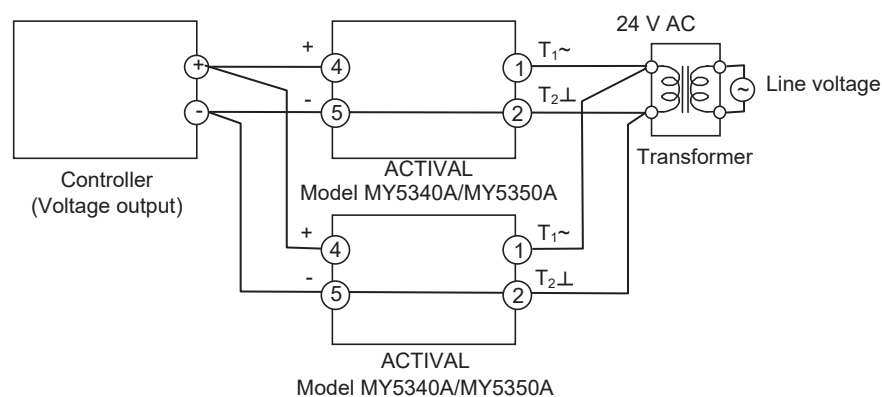 24 V AC
+
T₁~
+
4
1
-
T₂⊥
~
Line voltage
-
5
2
Controller
(Voltage output)
ACTIVAL
Model MY5340A/MY5350A
Transformer
+
T₁~
4
1
-
T₂⊥
5
2
ACTIVAL
Model MY5340A/MY5350A